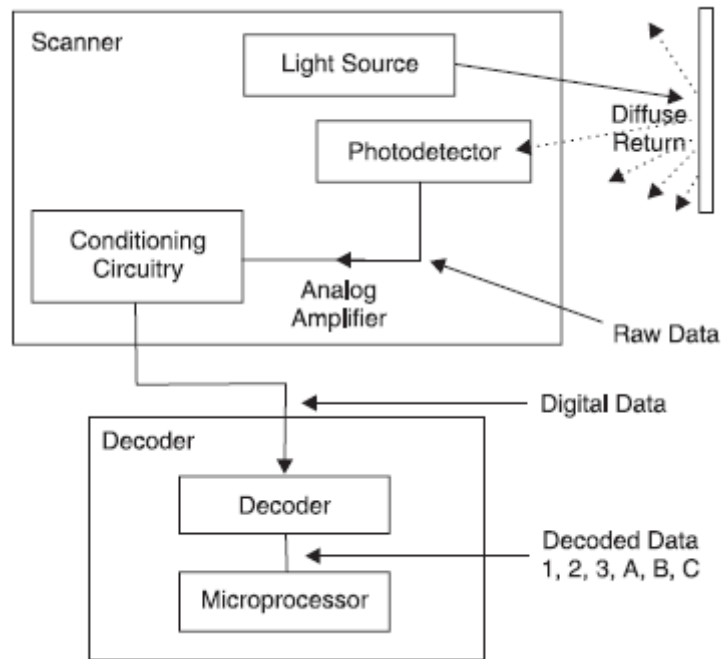 Scanner
Light Source
Diffuse
Return
Photodetector
Conditioning
Circuitry
Analog
Amplifier
Raw Data
Digital Data
Decoder
Decoder
Decoded Data
1, 2, 3, A, B, C
Microprocessor